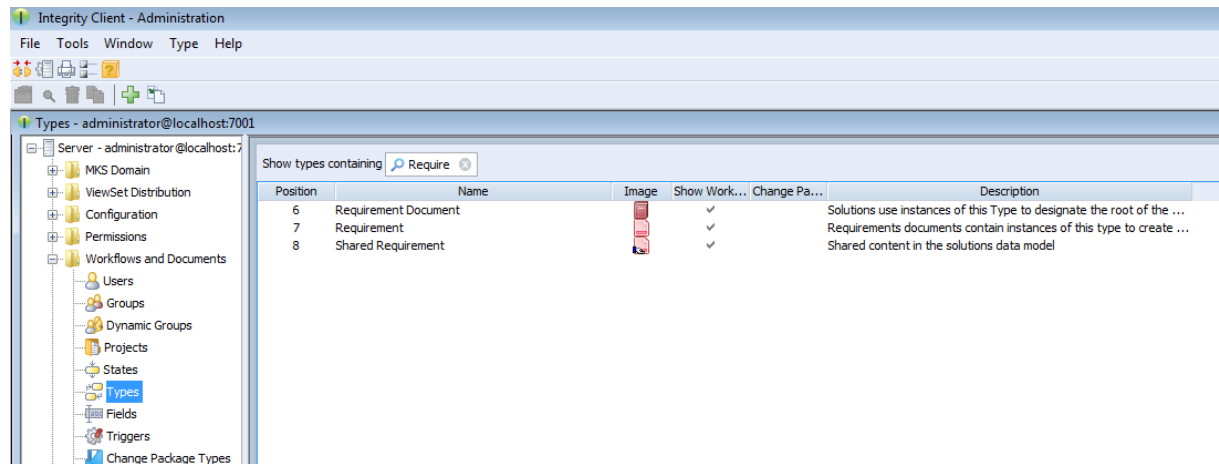 Integrity Client - Administration
File Tools Window Type Help
Types - administrator@localhost:7001
Server - administrator@localhost:7
MKS Domain
ViewSet Distribution
Configuration
Permissions
Workflows and Documents
Users
Groups
Dynamic Groups
Projects
States
Types
Fields
Triggers
Change Package Types
Show types containing Require
Position Name Image Show Work... Change Pa... Description
6 Requirement Document Solutions use instances of this Type to designate the root of the ...
7 Requirement Requirements documents contain instances of this type to create ...
8 Shared Requirement Shared content in the solutions data model